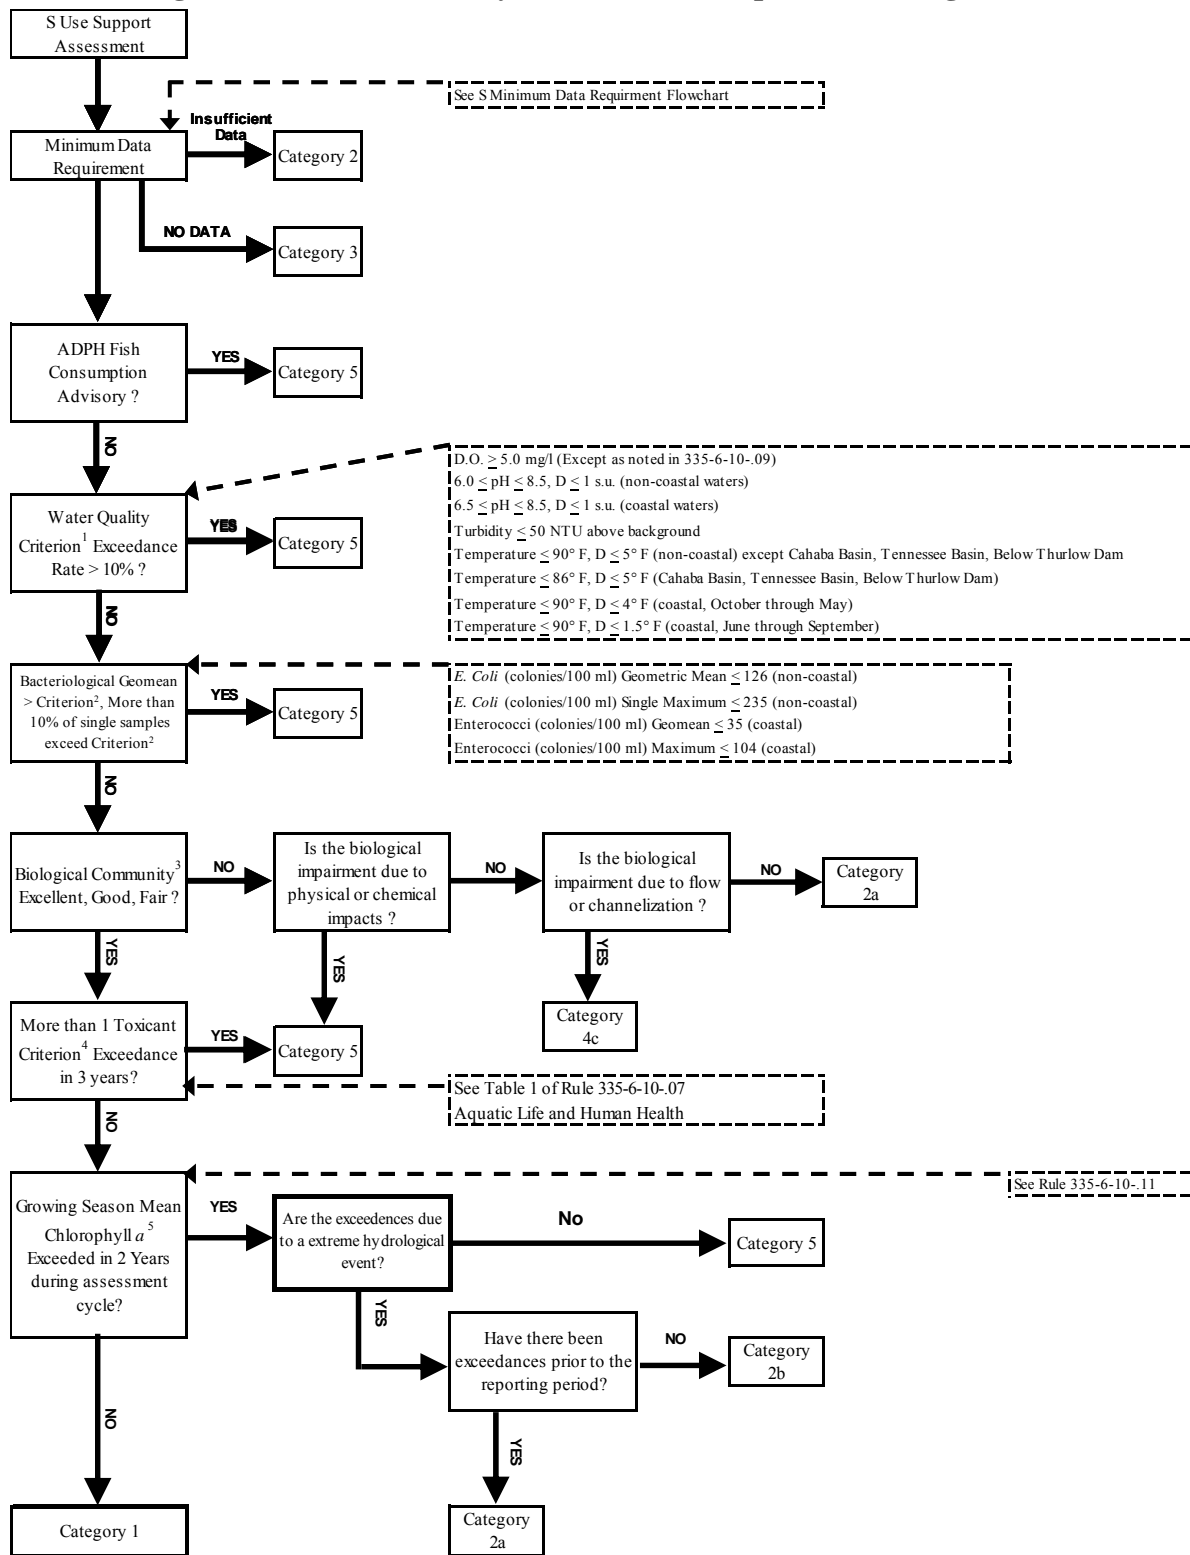 S Use Support
Assessment
See S Minimum Data Requirment Flowchart
Insufficient
Data
Minimum Data
Requirement
Category 2
NO DATA
Category 3
ADPH Fish
Consumption
Advisory ?
YES
Category 5
NO
D.O. ≥ 5.0 mg/l (Except as noted in 335-6-10-.09)
6.0 ≤ pH ≤ 8.5, D ≤ 1 s.u. (non-coastal waters)
6.5 ≤ pH ≤ 8.5, D ≤ 1 s.u. (coastal waters)
Turbidity ≤ 50 NTU above background
Temperature ≤ 90° F, D ≤ 5° F (non-coastal) except Cahaba Basin, Tennessee Basin, Below Thurlow Dam
Temperature ≤ 86° F, D ≤ 5° F (Cahaba Basin, Tennessee Basin, Below Thurlow Dam)
Temperature ≤ 90° F, D ≤ 4° F (coastal, October through May)
Temperature ≤ 90° F, D ≤ 1.5° F (coastal, June through September)
Water Quality
Criterion¹ Exceedance
Rate > 10% ?
YES
Category 5
NO
Bacteriological Geomean
> Criterion², More than
10% of single samples
exceed Criterion²
YES
Category 5
E. Coli (colonies/100 ml) Geometric Mean ≤ 126 (non-coastal)
E. Coli (colonies/100 ml) Single Maximum ≤ 235 (non-coastal)
Enterococci (colonies/100 ml) Geomean ≤ 35 (coastal)
Enterococci (colonies/100 ml) Maximum ≤ 104 (coastal)
NO
Biological Community³
Excellent, Good, Fair ?
NO
Is the biological
impairment due to
physical or chemical
impacts ?
NO
Is the biological
impairment due to flow
or channelization ?
NO
Category
2a
YES
YES
YES
Category
4c
More than 1 Toxicant
Criterion⁴ Exceedance
in 3 years?
YES
Category 5
See Table 1 of Rule 335-6-10-.07
Aquatic Life and Human Health
NO
See Rule 335-6-10-.11
Growing Season Mean
Chlorophyll a⁵
Exceeded in 2 Years
during assessment
cycle?
YES
Are the exceedences due
to a extreme hydrological
event?
No
Category 5
YES
Have there been
exceedances prior to the
reporting period?
NO
Category
2b
NO
YES
Category 1
Category
2a